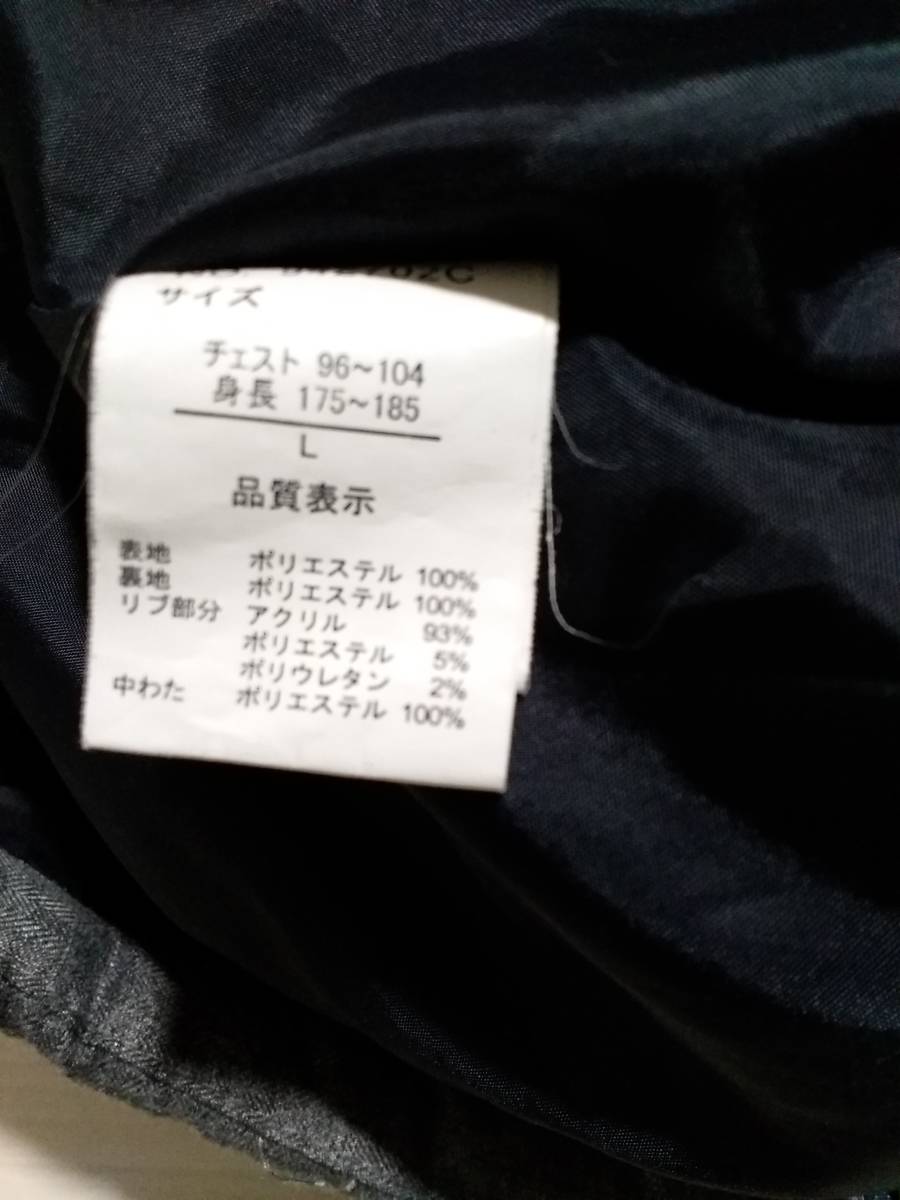 サイズ
チェスト 96~104
身長 175~185
L
品質表示
表地 ポリエステル 100%
裏地 ポリエステル 100%
リブ部分 アクリル 93%
ポリエステル 5%
ポリウレタン 2%
中わた ポリエステル 100%